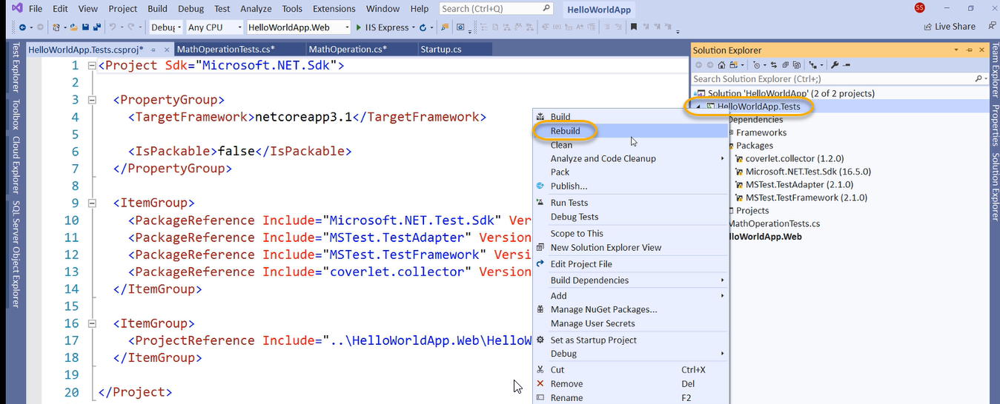 File Edit View Project Build Debug Test Analyze Tools Extensions Window Help Search (Ctrl+Q) HelloWorldApp SS
Debug Any CPU HelloWorldApp.Web IIS Express Live Share
HelloWorldApp.Tests.csproj* MathOperationTests.cs* MathOperation.cs* Startup.cs
Test Explorer
Toolbox
Cloud Explorer
SQL Server Object Explorer
1 <Project Sdk="Microsoft.NET.Sdk">
2
3 <PropertyGroup>
4 <TargetFramework>netcoreapp3.1</TargetFramework>
5
6 <IsPackable>false</IsPackable>
7 </PropertyGroup>
8
9 <ItemGroup>
10 <PackageReference Include="Microsoft.NET.Test.Sdk" Ver
11 <PackageReference Include="MSTest.TestAdapter" Version
12 <PackageReference Include="MSTest.TestFramework" Versi
13 <PackageReference Include="coverlet.collector" Version
14 </ItemGroup>
15
16 <ItemGroup>
17 <ProjectReference Include="..\HelloWorldApp.Web\HelloW
18 </ItemGroup>
19
20 </Project>
Build
Rebuild
Clean
Analyze and Code Cleanup
Pack
Publish...
Run Tests
Debug Tests
Scope to This
New Solution Explorer View
Edit Project File
Build Dependencies
Add
Manage NuGet Packages...
Manage User Secrets
Set as Startup Project
Debug
Cut Ctrl+X
Remove Del
Rename F2
Solution Explorer
Search Solution Explorer (Ctrl+;)
Solution 'HelloWorldApp' (2 of 2 projects)
HelloWorldApp.Tests
Dependencies
Frameworks
Packages
coverlet.collector (1.2.0)
Microsoft.NET.Test.Sdk (16.5.0)
MSTest.TestAdapter (2.1.0)
MSTest.TestFramework (2.1.0)
Projects
MathOperationTests.cs
lloWorldApp.Web
Team Explorer
Properties
Solution Explorer